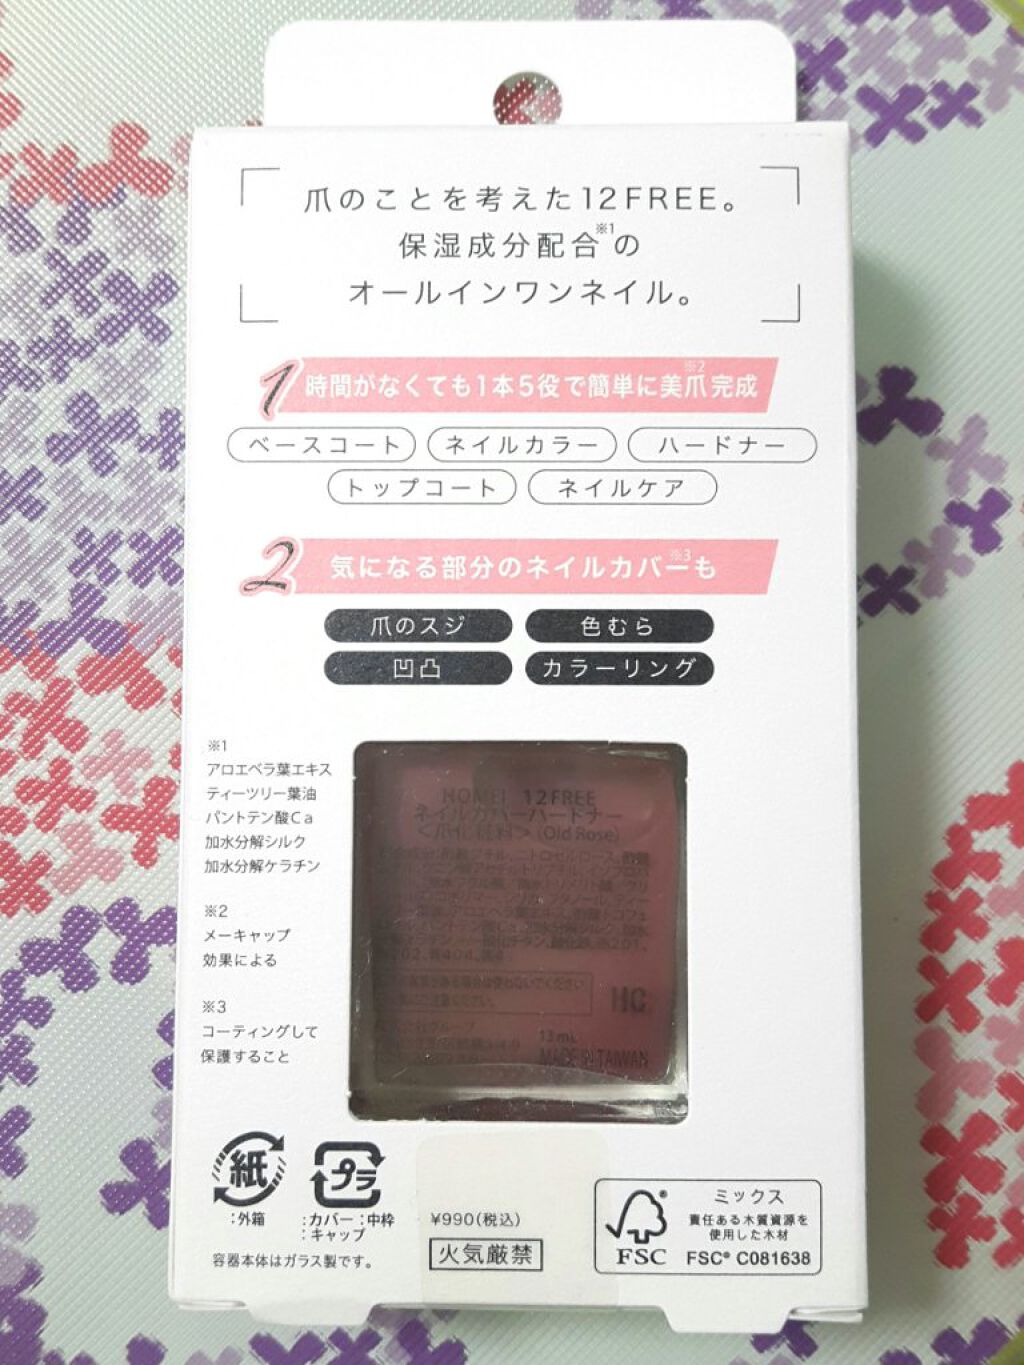 爪のことを考えた12FREE。
保湿成分配合※1の
オールインワンネイル。
1 時間がなくても1本5役で簡単に美爪※2完成
ベースコート ネイルカラー ハードナー
トップコート ネイルケア
2 気になる部分のネイルカバー※3も
爪のスジ 色むら
凹凸 カラーリング
※1
アロエベラ葉エキス
ティーツリー葉油
パントテン酸Ca
加水分解シルク
加水分解ケラチン
※2
メーキャップ
効果による
※3
コーティングして
保護すること
HOMEI 12FREE
ネイルカバーハードナー
<爪化粧料> (Old Rose)
13mL
MADE IN TAIWAN
紙
:外箱
プラ
:カバー :中枠
:キャップ
容器本体はガラス製です。
¥990(税込)
火気厳禁
FSC
ミックス
責任ある木質資源を
使用した木材
FSC® C081638